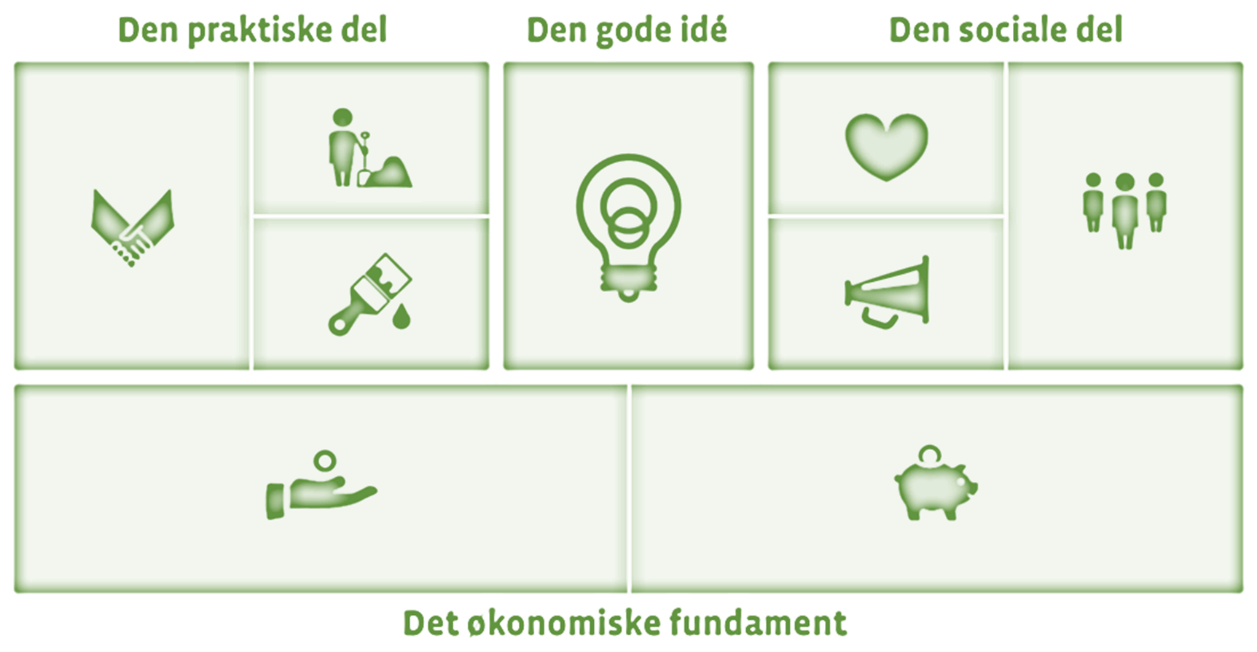 Den praktiske del
Den gode idé
Den sociale del
Det økonomiske fundament